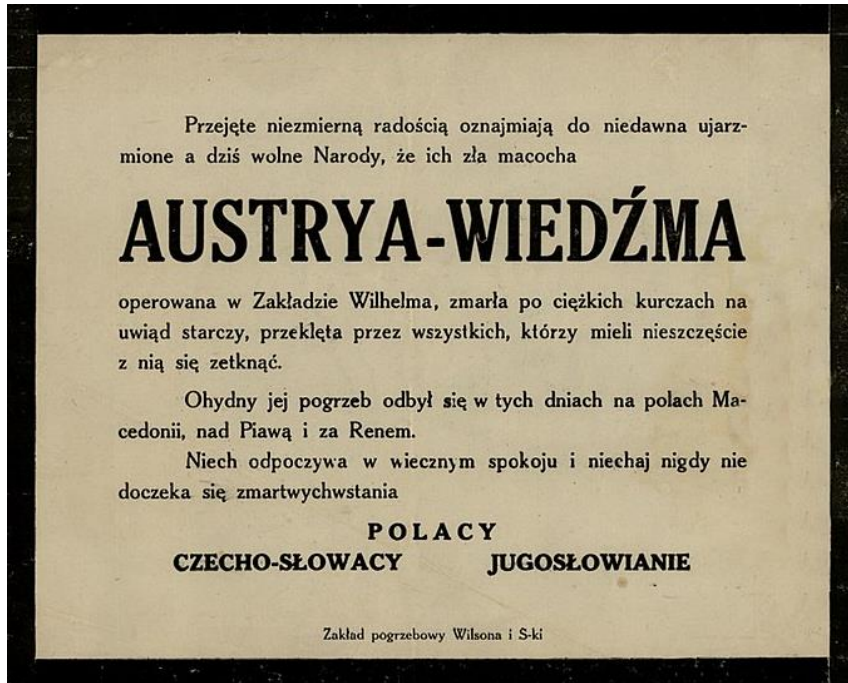 Przejęte niezmierną radością oznajmiają do niedawna ujarz-
mione a dziś wolne Narody, że ich zła macocha
AUSTRYA-WIEDŹMA
operowana w Zakładzie Wilhelma, zmarła po ciężkich kurczach na
uwiąd starczy, przeklęta przez wszystkich, którzy mieli nieszczęście
z nią się zetknąć.
Ohydny jej pogrzeb odbył się w tych dniach na polach Ma-
cedonii, nad Piawą i za Renem.
Niech odpoczywa w wiecznym spokoju i niechaj nigdy nie
doczeka się zmartwychwstania
POLACY
CZECHO-SŁOWACY JUGOSŁOWIANIE
Zakład pogrzebowy Wilsona i S-ki